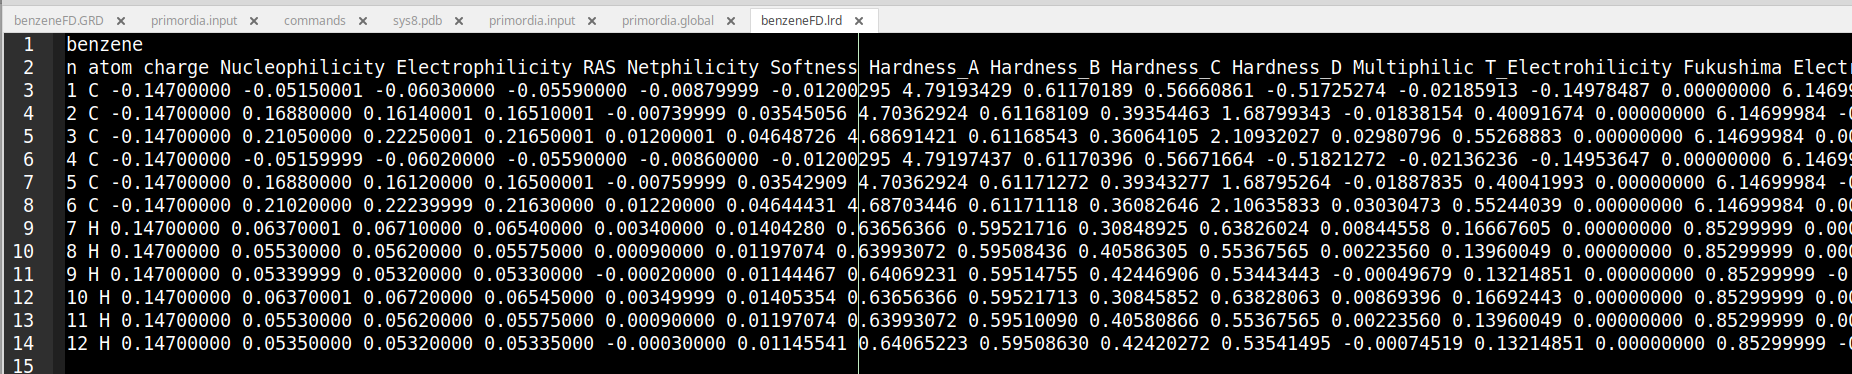 benzeneFD.GRD primordia.input commands sys8.pdb primordia.input primordia.global benzeneFD.lrd
1 benzene
2 n atom charge Nucleophilicity Electrophilicity RAS Netphilicity Softness Hardness_A Hardness_B Hardness_C Hardness_D Multiphilic T_Electrohilicity Fukushima Electr
3 1 C -0.14700000 -0.05150001 -0.06030000 -0.05590000 -0.00879999 -0.01200295 4.79193429 0.61170189 0.56660861 -0.51725274 -0.02185913 -0.14978487 0.00000000 6.14699
4 2 C -0.14700000 0.16880000 0.16140001 0.16510001 -0.00739999 0.03545056 4.70362924 0.61168109 0.39354463 1.68799343 -0.01838154 0.40091674 0.00000000 6.14699984 -0
5 3 C -0.14700000 0.21050000 0.22250001 0.21650001 0.01200001 0.04648726 4.68691421 0.61168543 0.36064105 2.10932027 0.02980796 0.55268883 0.00000000 6.14699984 0.00
6 4 C -0.14700000 -0.05159999 -0.06020000 -0.05590000 -0.00860000 -0.01200295 4.79197437 0.61170396 0.56671664 -0.51821272 -0.02136236 -0.14953647 0.00000000 6.1469
7 5 C -0.14700000 0.16880000 0.16120000 0.16500001 -0.00759999 0.03542909 4.70362924 0.61171272 0.39343277 1.68795264 -0.01887835 0.40041993 0.00000000 6.14699984 -0
8 6 C -0.14700000 0.21020000 0.22239999 0.21630000 0.01220000 0.04644431 4.68703446 0.61171118 0.36082646 2.10635833 0.03030473 0.55244039 0.00000000 6.14699984 0.00
9 7 H 0.14700000 0.06370001 0.06710000 0.06540000 0.00340000 0.01404280 0.63656366 0.59521716 0.30848925 0.63826024 0.00844558 0.16667605 0.00000000 0.85299999 0.00
10 8 H 0.14700000 0.05530000 0.05620000 0.05575000 0.00090000 0.01197074 0.63993072 0.59508436 0.40586305 0.55367565 0.00223560 0.13960049 0.00000000 0.85299999 0.00
11 9 H 0.14700000 0.05339999 0.05320000 0.05330000 -0.00020000 0.01144467 0.64069231 0.59514755 0.42446906 0.53443443 -0.00049679 0.13214851 0.00000000 0.85299999 -0
12 10 H 0.14700000 0.06370001 0.06720000 0.06545000 0.00349999 0.01405354 0.63656366 0.59521713 0.30845852 0.63828063 0.00869396 0.16692443 0.00000000 0.85299999 0.00
13 11 H 0.14700000 0.05530000 0.05620000 0.05575000 0.00090000 0.01197074 0.63993072 0.59510090 0.40580866 0.55367565 0.00223560 0.13960049 0.00000000 0.85299999 0.00
14 12 H 0.14700000 0.05350000 0.05320000 0.05335000 -0.00030000 0.01145541 0.64065223 0.59508630 0.42420272 0.53541495 -0.00074519 0.13214851 0.00000000 0.85299999 -
15